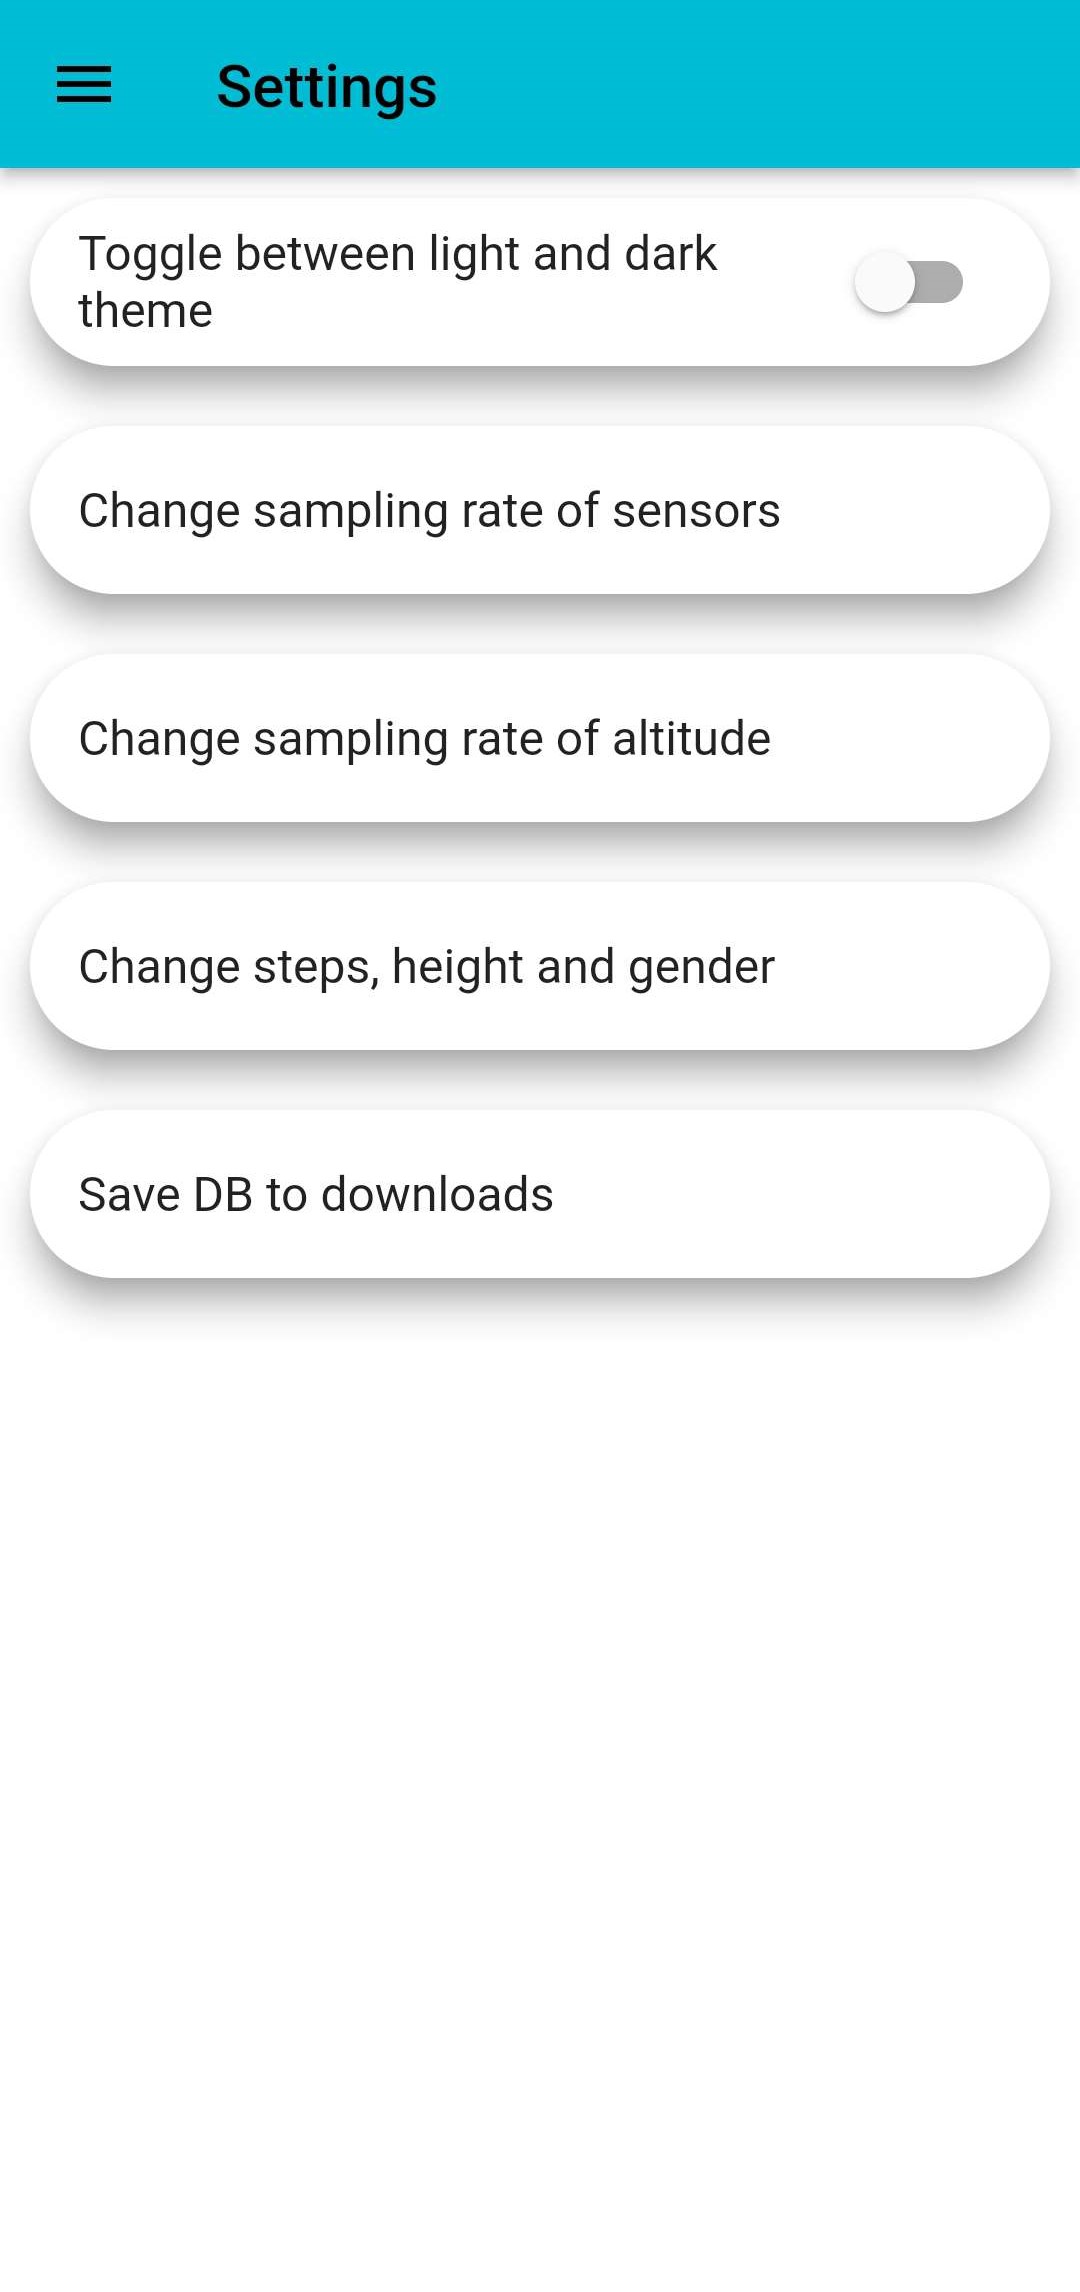 Settings
Toggle between light and dark
theme
Change sampling rate of sensors
Change sampling rate of altitude
Change steps, height and gender
Save DB to downloads